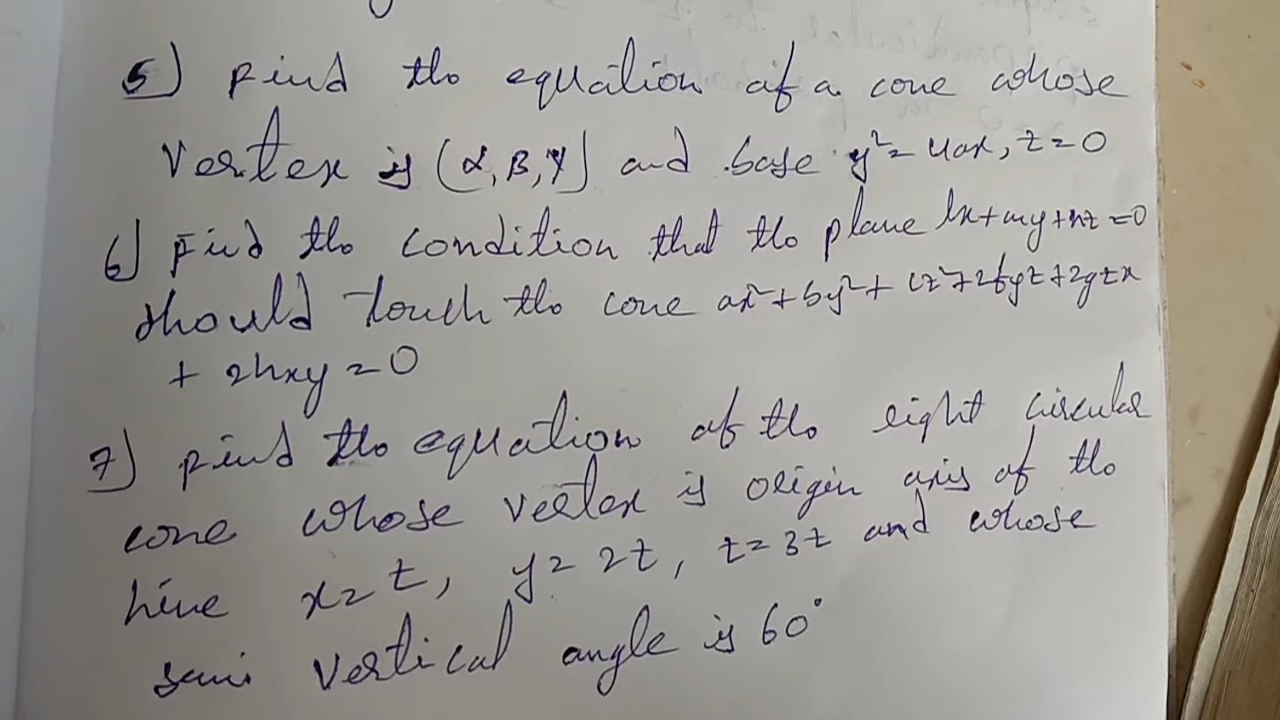 5) Find the equation of a cone whose
vertex is (α, β, γ) and base y² = 4ax, z = 0
6) Find the condition that the plane lx + my + nz = 0
should touch the cone ax² + by² + cz² + 2fyz + 2gzx
+ 2hxy = 0
7) Find the equation of the right circular
cone whose vertex is origin axis of the
line x = t, y = 2t, z = 3t and whose
semi vertical angle is 60°